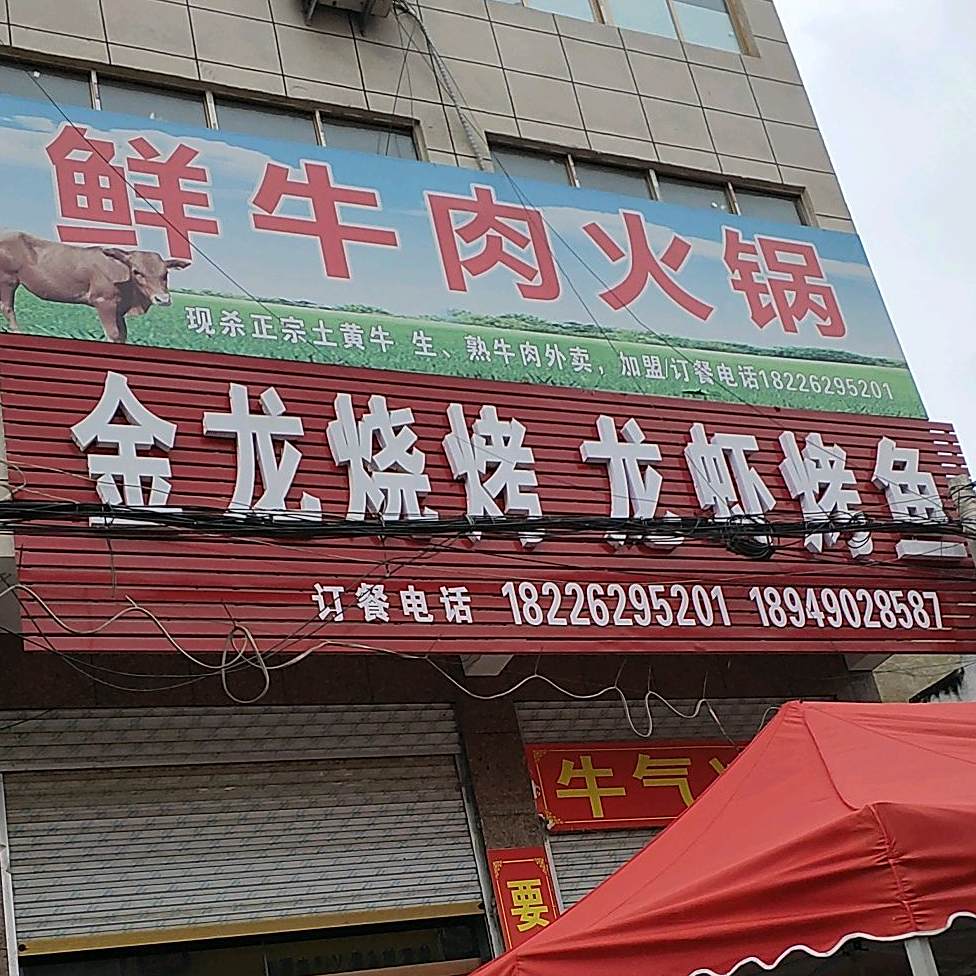 鲜牛肉火锅
现杀正宗土黄牛 生、熟牛肉外卖，加盟/订餐电话18226295201
金龙烧烤 龙虾烤鱼
订餐电话 18226295201 18949028587
牛气
要